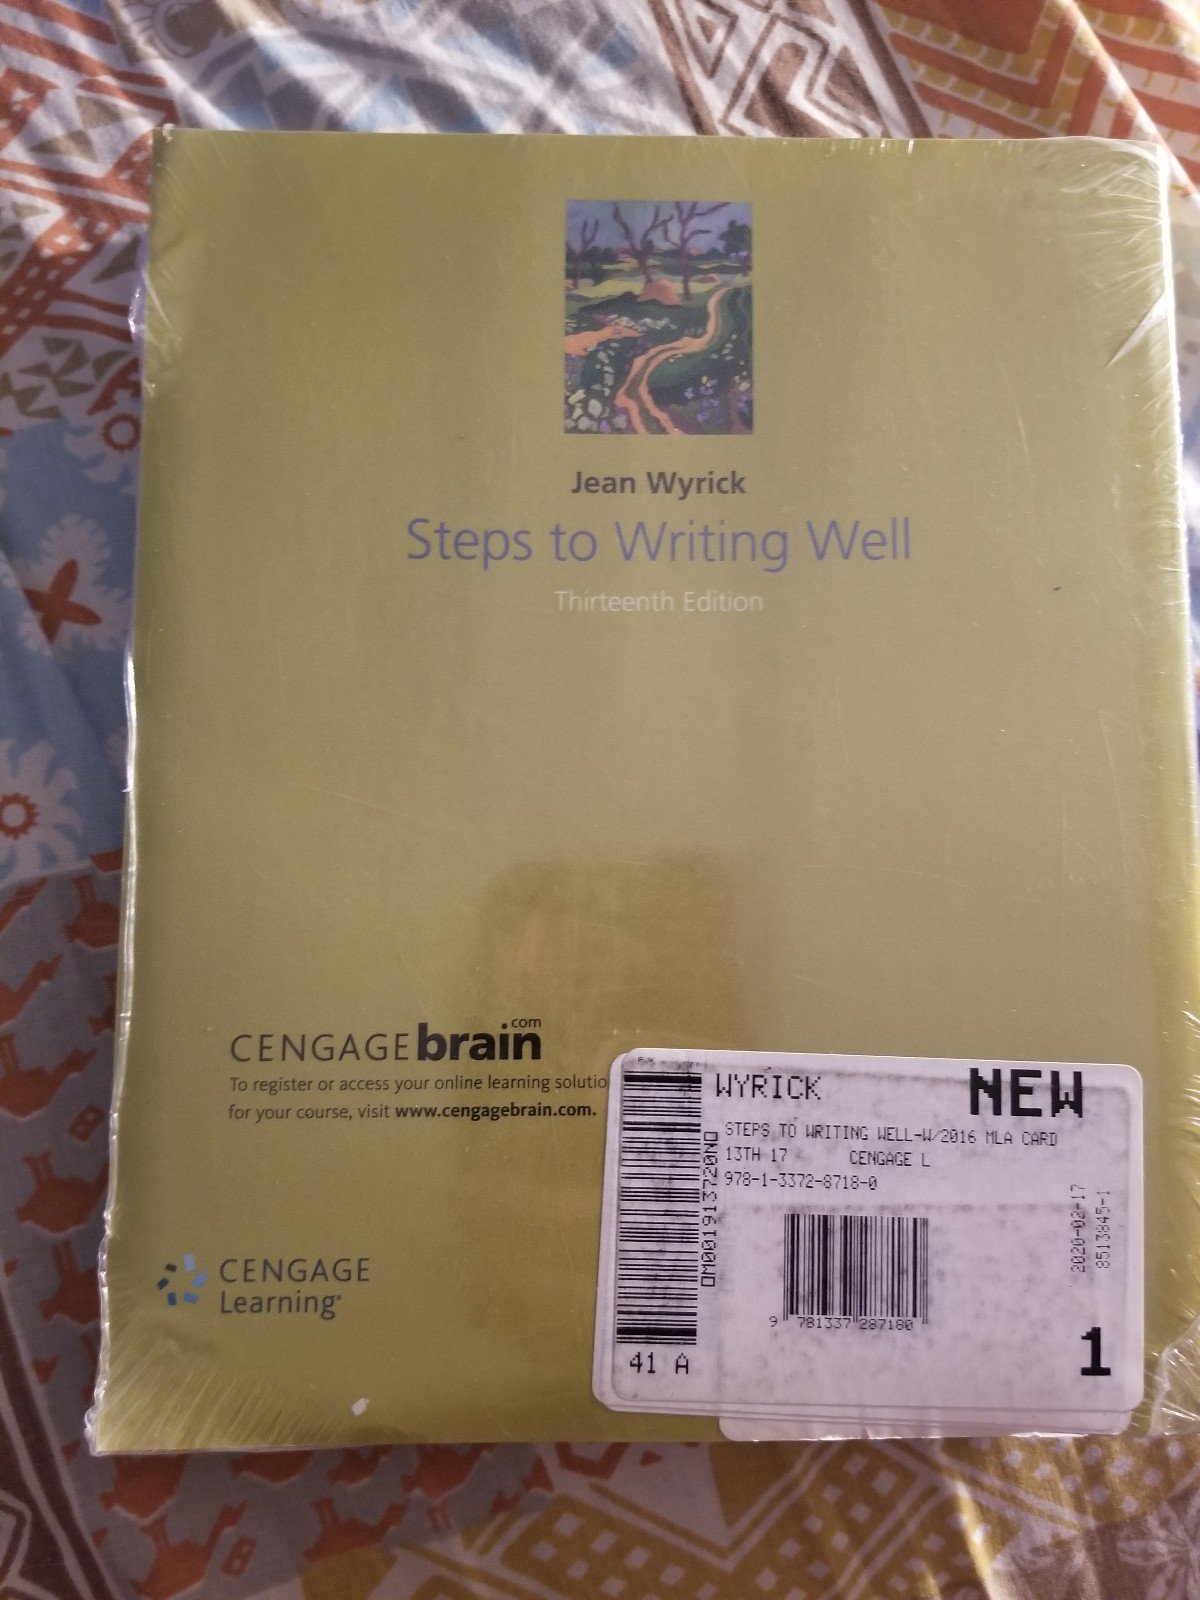 Jean Wyrick
Steps to Writing Well
Thirteenth Edition
CENGAGEbrain.com
To register or access your online learning
for your course, visit www.cengagebrain.com.
CENGAGE
Learning
WYRICK
NEW
STEPS TO WRITING WELL-W/2016 MLA CARD
13TH 17 CENGAGE L
978-1-3372-8718-0
9 781337 287180
41 A
2020-02-17
8513845-1
1